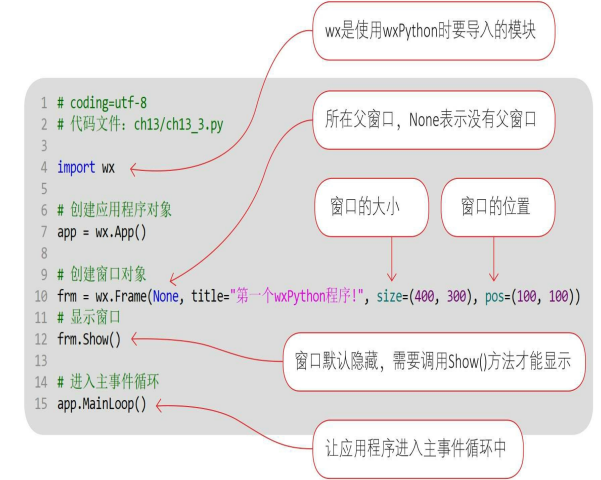 wx是使用wxPython时要导入的模块
1 # coding=utf-8
2 # 代码文件：ch13/ch13_3.py
3
所在父窗口，None表示没有父窗口
4 import wx
5
6 # 创建应用程序对象
窗口的大小
窗口的位置
7 app = wx.App()
8
9 # 创建窗口对象
10 frm = wx.Frame(None, title="第一个wxPython程序!", size=(400, 300), pos=(100, 100))
11 # 显示窗口
12 frm.Show()
窗口默认隐藏，需要调用Show()方法才能显示
13
14 # 进入主事件循环
15 app.MainLoop()
让应用程序进入主事件循环中